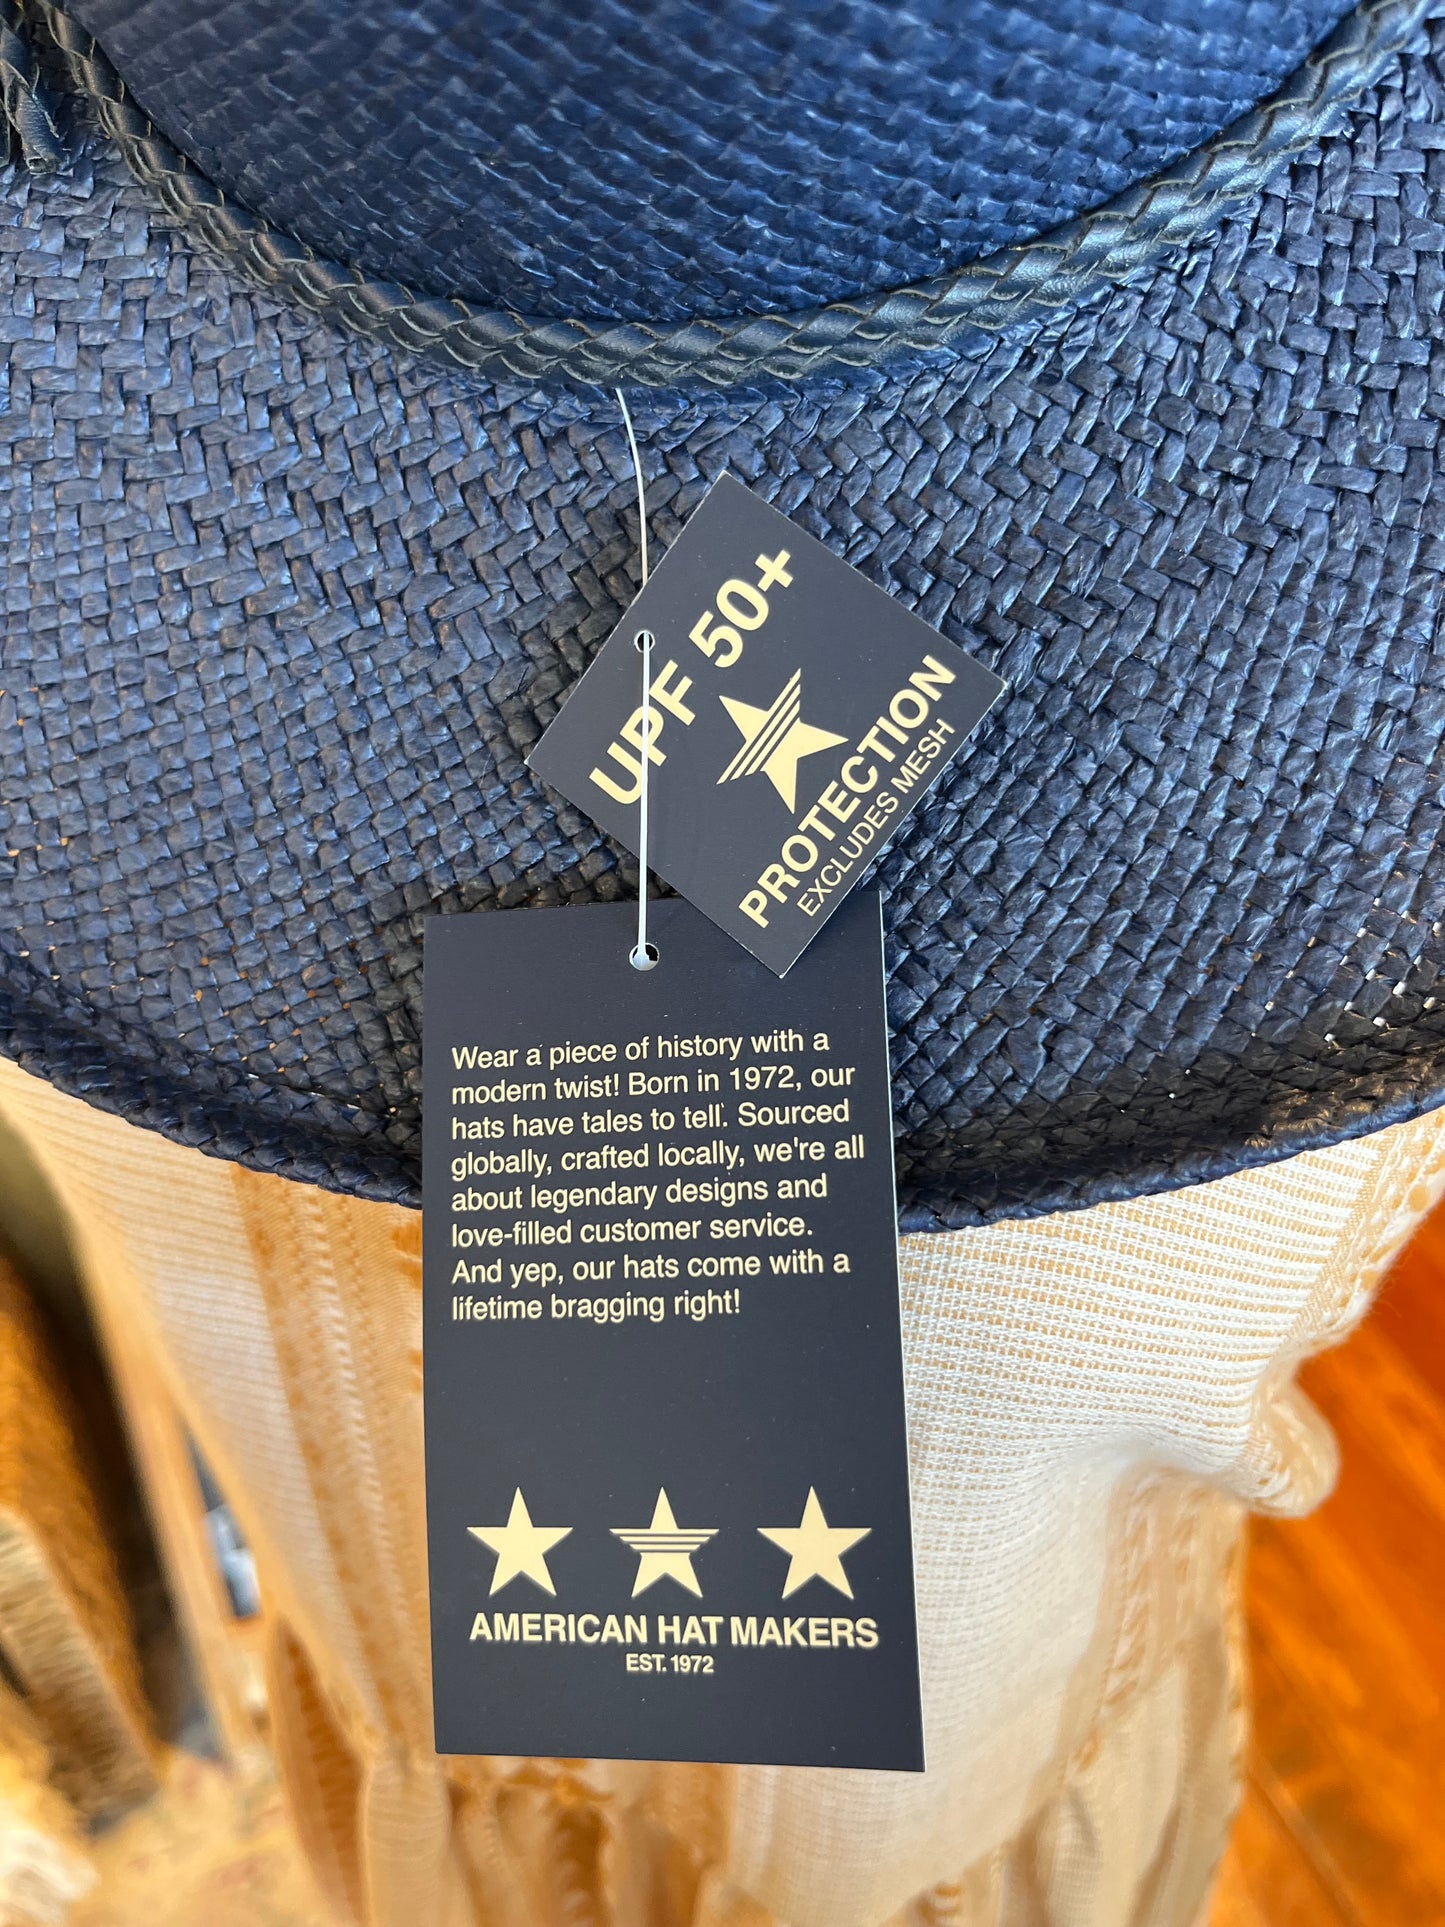 UPF 50+
PROTECTION
EXCLUDES MESH
Wear a piece of history with a
modern twist! Born in 1972, our
hats have tales to tell. Sourced
globally, crafted locally, we're all
about legendary designs and
love-filled customer service.
And yep, our hats come with a
lifetime bragging right!
AMERICAN HAT MAKERS
EST. 1972